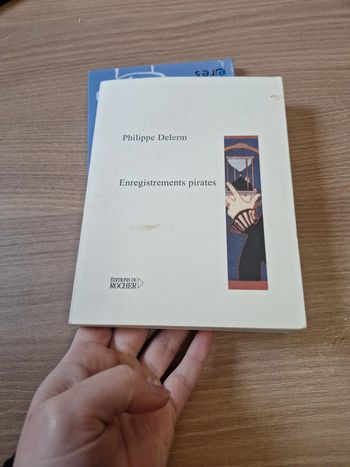 Philippe Delerm
Enregistrements pirates
ÉDITIONS DU
ROCHER